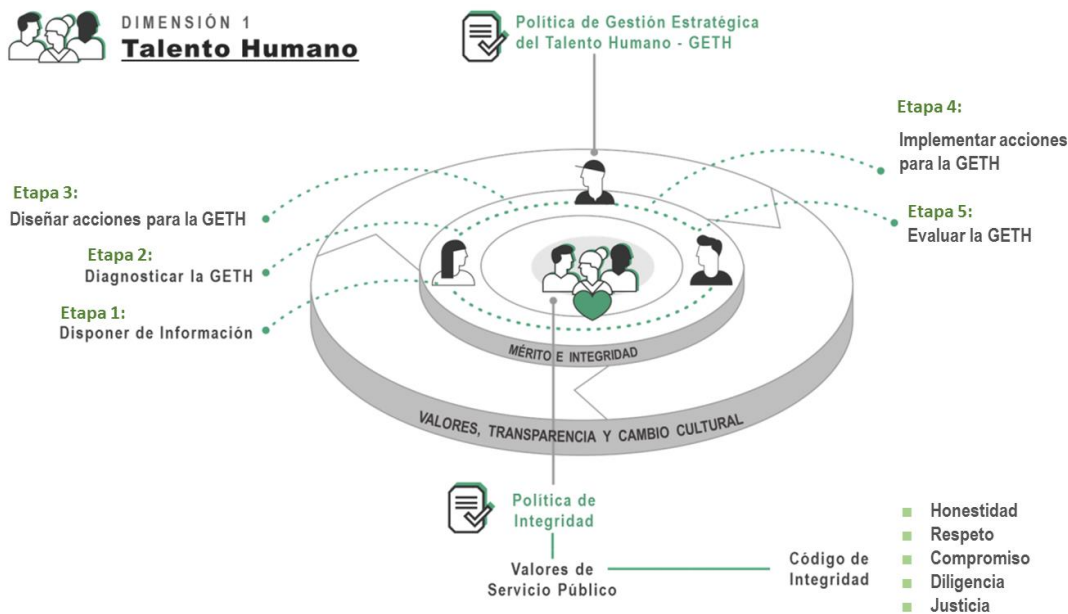 DIMENSIÓN 1
Talento Humano
Política de Gestión Estratégica
del Talento Humano - GETH
Etapa 4:
Implementar acciones
para la GETH
Etapa 3:
Diseñar acciones para la GETH
Etapa 5:
Evaluar la GETH
Etapa 2:
Diagnosticar la GETH
Etapa 1:
Disponer de Información
MÉRITO E INTEGRIDAD
VALORES, TRANSPARENCIA Y CAMBIO CULTURAL
Política de
Integridad
Valores de
Servicio Público
Código de
Integridad
Honestidad
Respeto
Compromiso
Diligencia
Justicia